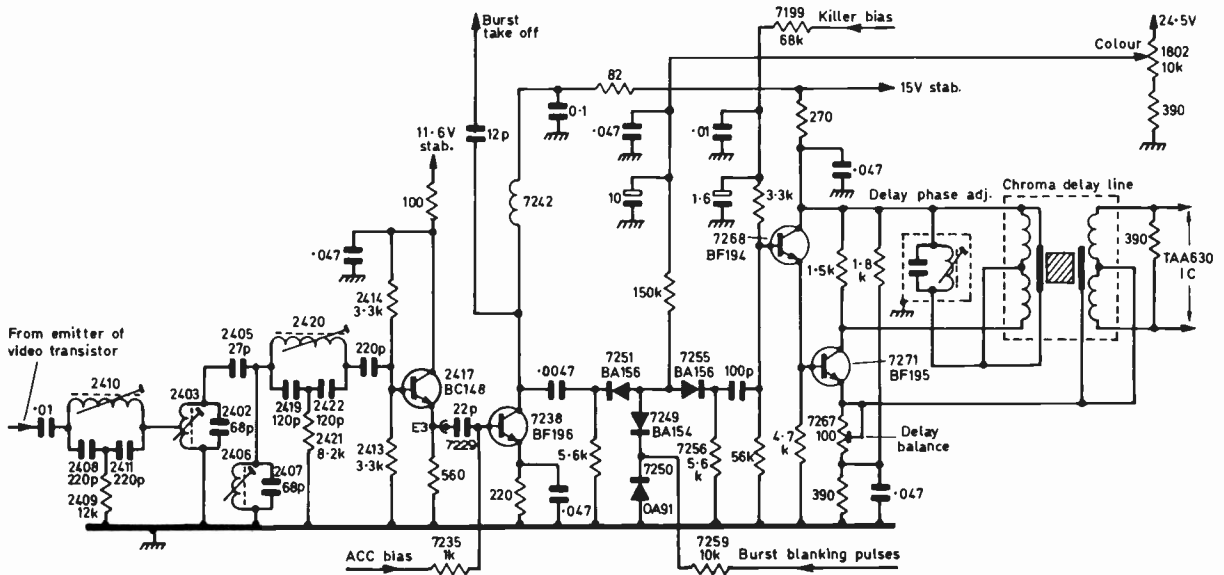 Burst
take off
7199
68k
Killer bias
24·5V
Colour
1802
10k
390
82
15V stab.
0·1
·047
·01
270
12p
11·6V
stab.
·047
10
1·6
3·3k
Delay phase adj.
Chroma delay line
7242
100
·047
7268
BF194
390
TAA630
IC
1·5k
1·8
k
2414
3·3k
150k
From emitter of
video transistor
2405
27p
2420
220p
2410
2403
2417
BC148
·0047
7251
BA156
7255
BA156
100p
7271
BF195
·01
2402
68p
2419
120p
2422
120p
22p
E3
7229
7238
BF196
7249
BA154
7267
100
Delay
balance
2408
220p
2411
220p
2406
2407
68p
2421
8·2k
2413
3·3k
560
5·6k
7256
5·6
k
56k
4·7
k
2409
12k
220
·047
7250
OA91
390
·047
ACC bias
7235
1k
7259
10k
Burst blanking pulses